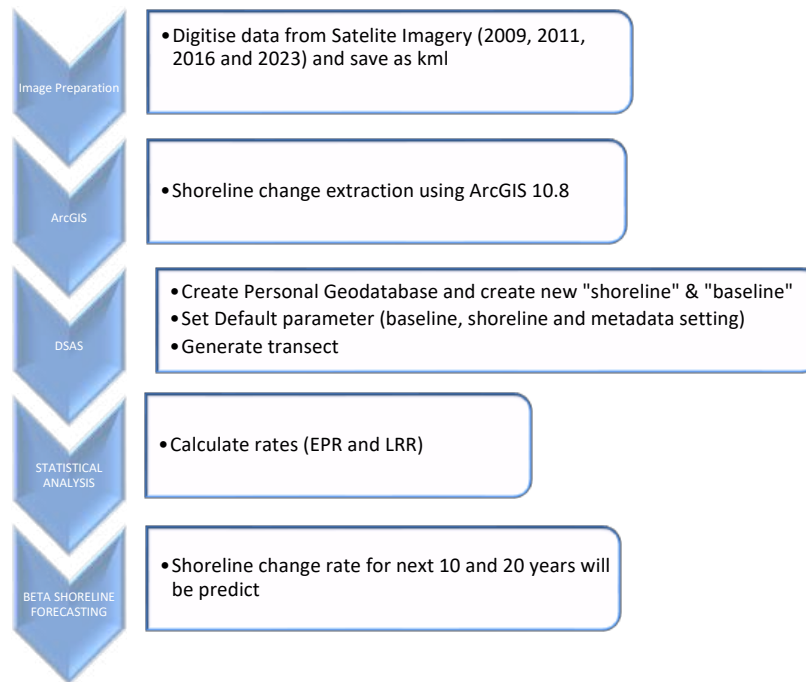 Image Preparation
•Digitise data from Satelite Imagery (2009, 2011,
2016 and 2023) and save as kml
ArcGIS
•Shoreline change extraction using ArcGIS 10.8
DSAS
•Create Personal Geodatabase and create new "shoreline" & "baseline"
•Set Default parameter (baseline, shoreline and metadata setting)
•Generate transect
STATISTICAL
ANALYSIS
•Calculate rates (EPR and LRR)
BETA SHORELINE
FORECASTING
•Shoreline change rate for next 10 and 20 years will
be predict